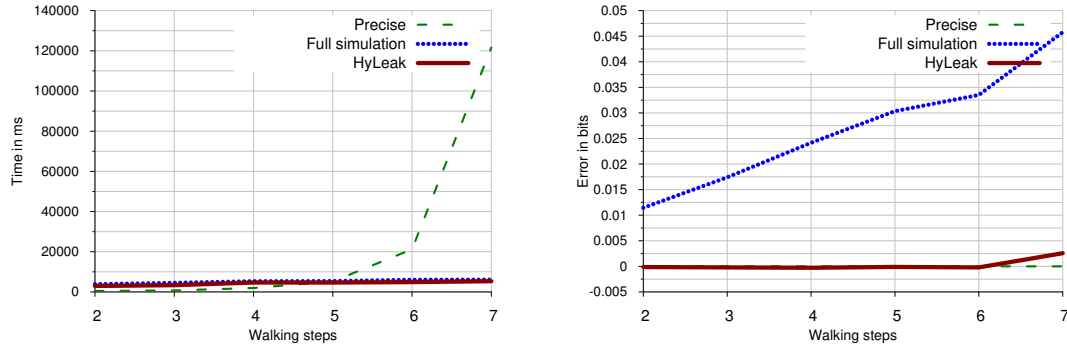 140000
120000
100000
80000
60000
40000
20000
0
Time in ms
2 3 4 5 6 7
Walking steps
Precise
Full simulation
HyLeak
0.05
0.045
0.04
0.035
0.03
0.025
0.02
0.015
0.01
0.005
0
-0.005
Error in bits
2 3 4 5 6 7
Walking steps
Precise
Full simulation
HyLeak